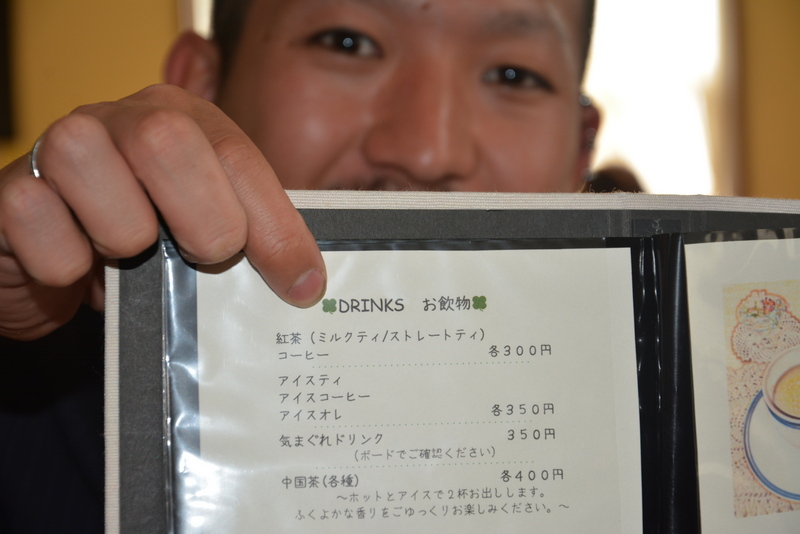 DRINKS お飲物
紅茶(ミルクティ/ストレートティ)
コーヒー 各300円
アイスティ
アイスコーヒー
アイスオレ 各350円
気まぐれドリンク 350円
(ボードでご確認ください)
中国茶(各種) 各400円
～ホットとアイスで2杯お出しします。
ふくよかな香りをごゆっくりお楽しみください。～